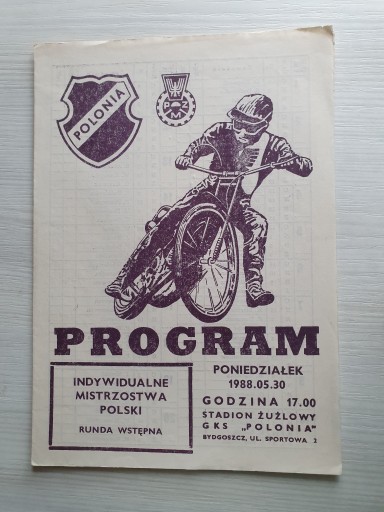 POLONIA
PZM
PROGRAM
INDYWIDUALNE
MISTRZOSTWA
POLSKI
RUNDA WSTĘPNA
PONIEDZIAŁEK
1988.05.30
GODZINA 17.00
STADION ŻUŻLOWY
GKS „POLONIA"
BYDGOSZCZ, UL. SPORTOWA 2